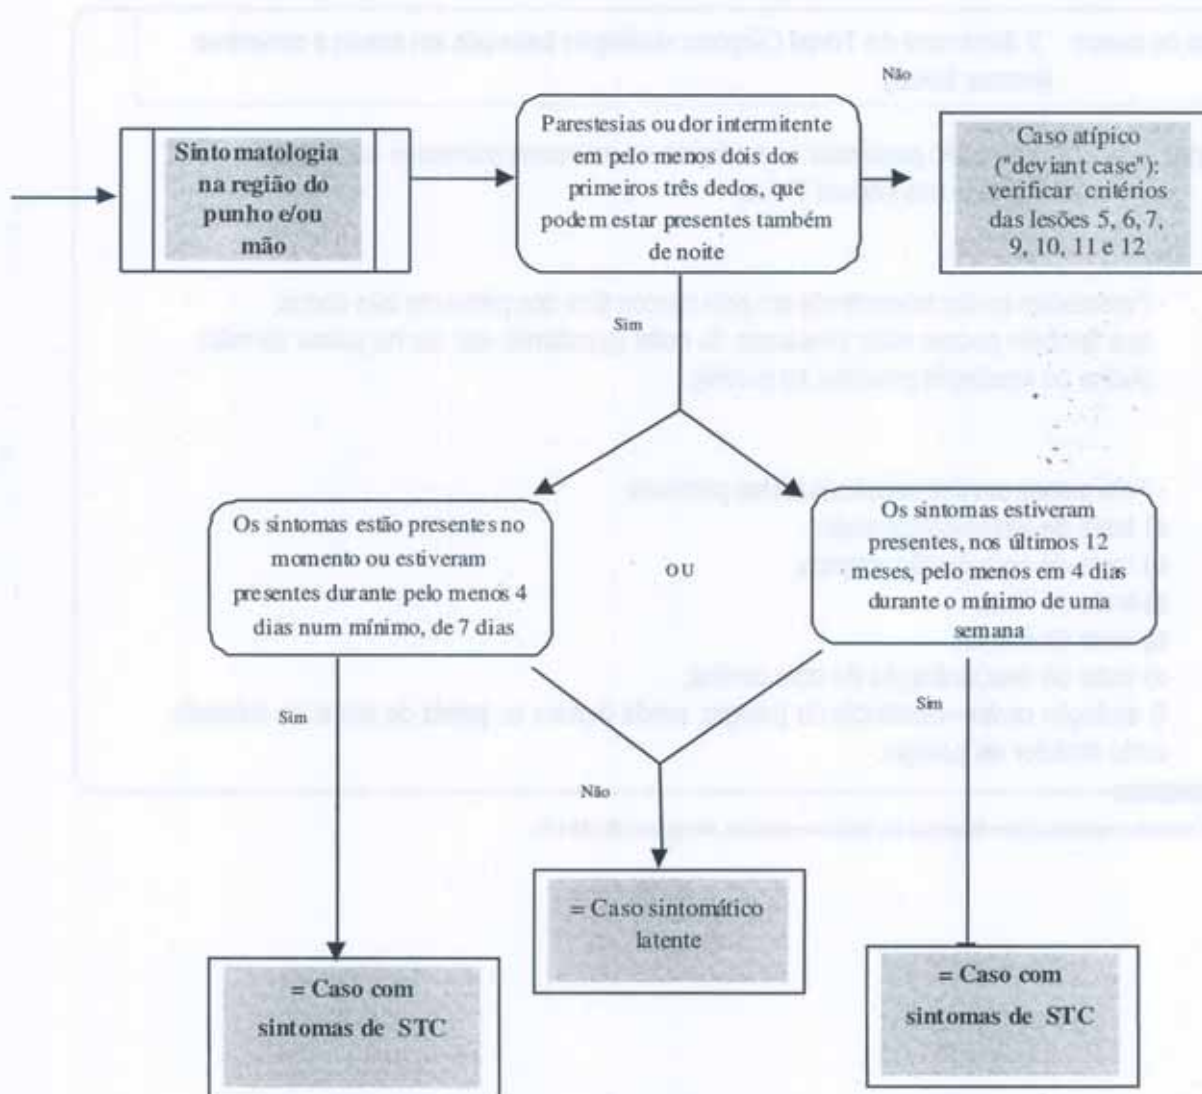 Não
Sintomatologia
na região do
punho e/ou
mão
Parestesias ou dor intermitente
em pelo menos dois dos
primeiros três dedos, que
podem estar presentes também
de noite
Caso atípico
("deviant case"):
verificar critérios
das lesões 5, 6, 7,
9, 10, 11 e 12
Sim
Os sintomas estão presentes no
momento ou estiveram
presentes durante pelo menos 4
dias num mínimo, de 7 dias
OU
Os sintomas estiveram
presentes, nos últimos 12
meses, pelo menos em 4 dias
durante o mínimo de uma
semana
Sim
Sim
Não
= Caso sintomático
latente
= Caso com
sintomas de STC
= Caso com
sintomas de STC